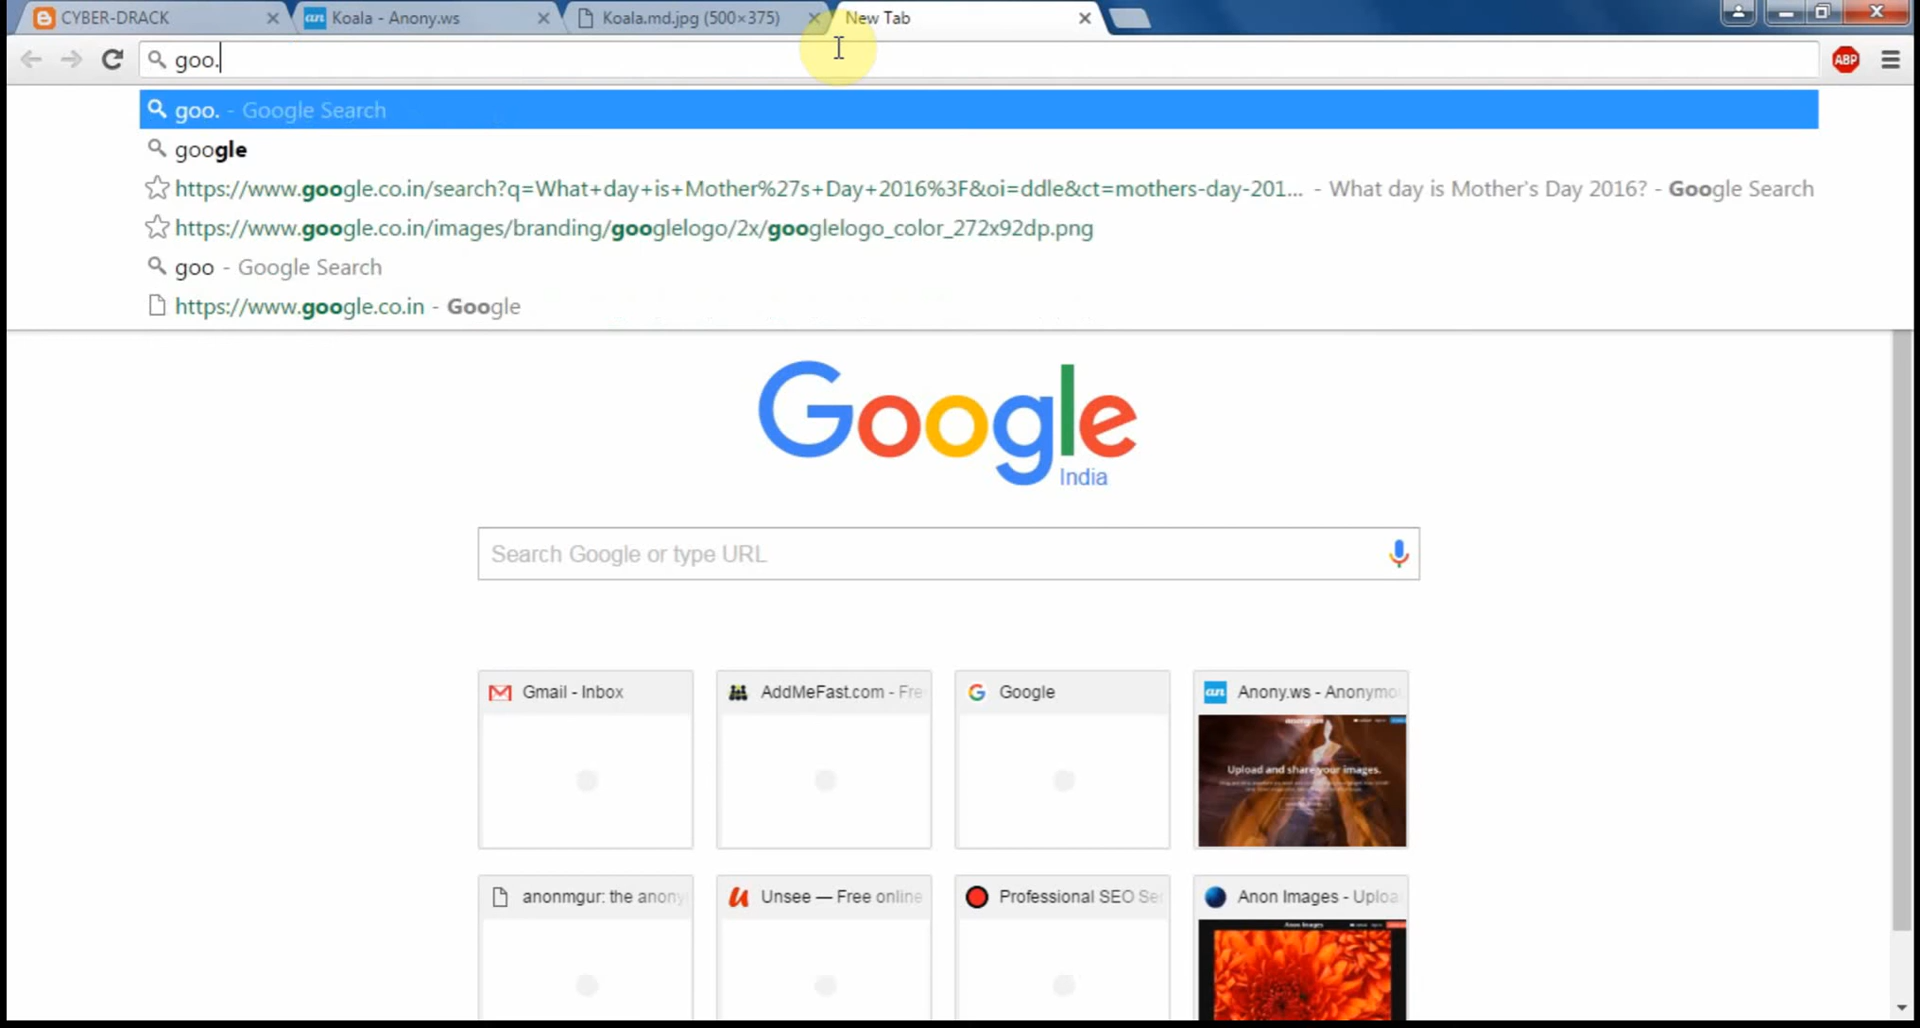 CYBER-DRACK
an Koala - Anony.ws
Koala.md.jpg (500×375)
New Tab
goo.
ABP
goo. - Google Search
google
https://www.google.co.in/search?q=What+day+is+Mother%27s+Day+2016%3F&oi=ddle&ct=mothers-day-201... - What day is Mother's Day 2016? - Google Search
https://www.google.co.in/images/branding/googlelogo/2x/googlelogo_color_272x92dp.png
goo - Google Search
https://www.google.co.in - Google
Google
India
Search Google or type URL
Gmail - Inbox
AddMeFast.com - Fre
Google
an Anony.ws - Anonymo
Upload and share your images.
anonmgur: the anony
Unsee — Free online
Professional SEO Se
Anon Images - Uploa
Anon Images